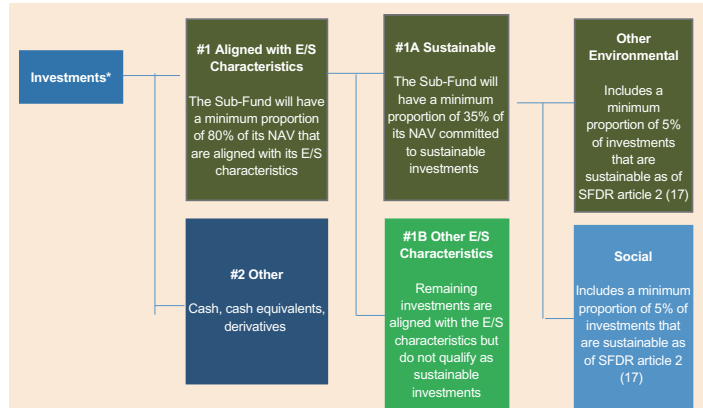 Investments*
#1 Aligned with E/S
Characteristics
The Sub-Fund will have
a minimum proportion
of 80% of its NAV that
are aligned with its E/S
characteristics
#2 Other
Cash, cash equivalents,
derivatives
#1A Sustainable
The Sub-Fund will
have a minimum
proportion of 35% of
its NAV committed
to sustainable
investments
#1B Other E/S
Characteristics
Remaining
investments are
aligned with the E/S
characteristics but
do not qualify as
sustainable
investments
Other
Environmental
Includes a
minimum
proportion of 5%
of investments
that are
sustainable as of
SFDR article 2 (17)
Social
Includes a minimum
proportion of 5% of
investments that
are sustainable as
of SFDR article 2
(17)